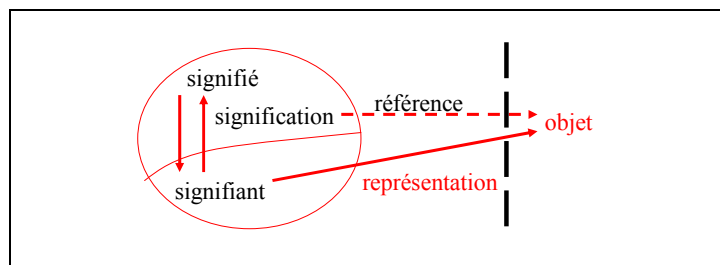 signifié
signification
référence
objet
signifiant
représentation